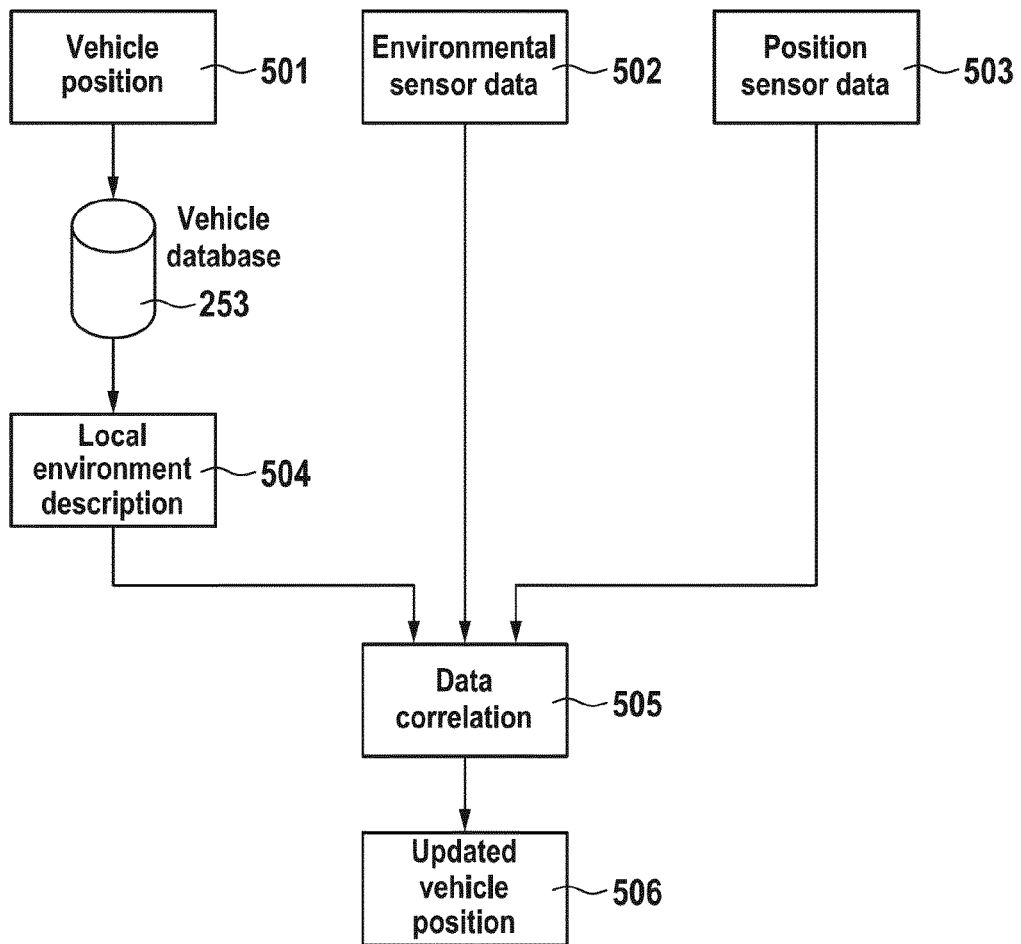 Vehicle
position
501
Environmental
sensor data
502
Position
sensor data
503
Vehicle
database
253
Local
environment
description
504
Data
correlation
505
Updated
vehicle
position
506